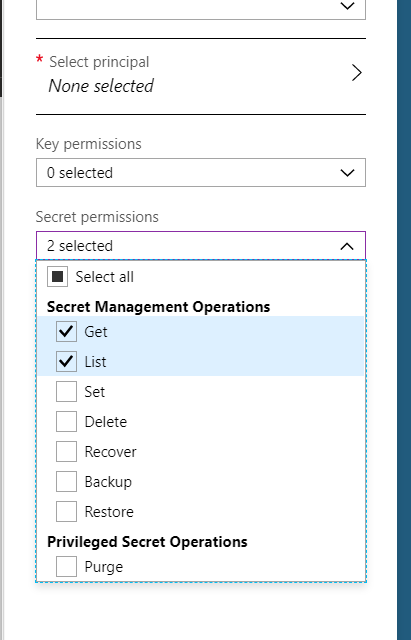 * Select principal
None selected
Key permissions
0 selected
Secret permissions
2 selected
Select all
Secret Management Operations
Get
List
Set
Delete
Recover
Backup
Restore
Privileged Secret Operations
Purge